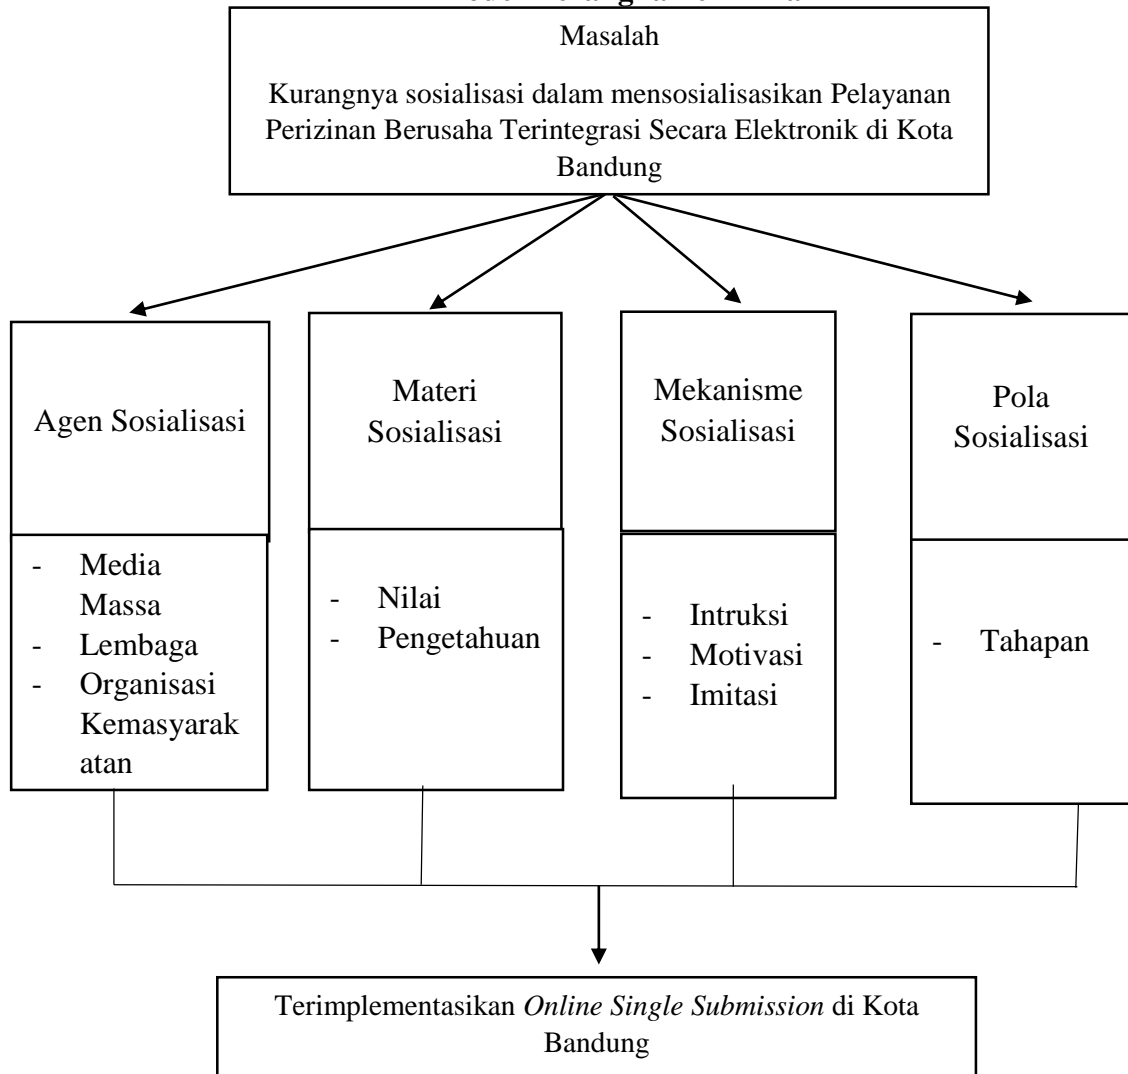 Masalah
Kurangnya sosialisasi dalam mensosialisasikan Pelayanan
Perizinan Berusaha Terintegrasi Secara Elektronik di Kota
Bandung
Agen Sosialisasi
Materi
Sosialisasi
Mekanisme
Sosialisasi
Pola
Sosialisasi
- Media
Massa
- Lembaga
- Organisasi
Kemasyarak
atan
- Nilai
- Pengetahuan
- Intruksi
- Motivasi
- Imitasi
- Tahapan
Terimplementasikan Online Single Submission di Kota
Bandung